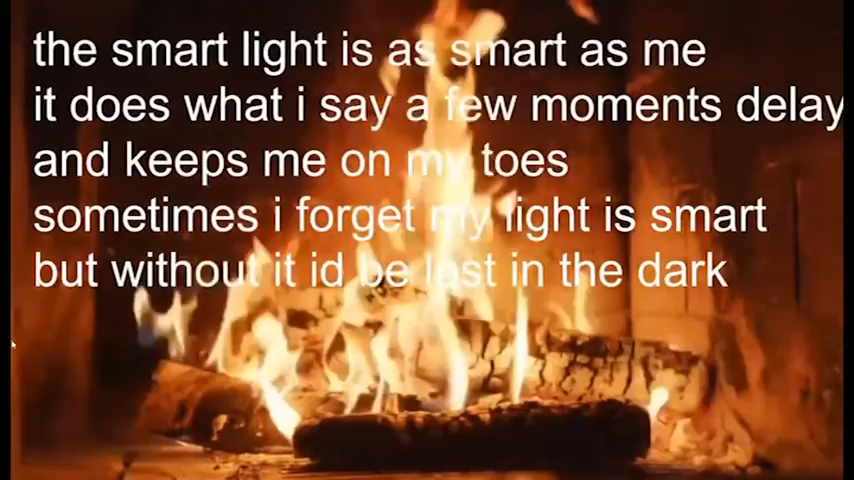 the smart light is as smart as me
it does what i say a few moments delay
and keeps me on my toes
sometimes i forget my light is smart
but without it id be lost in the dark